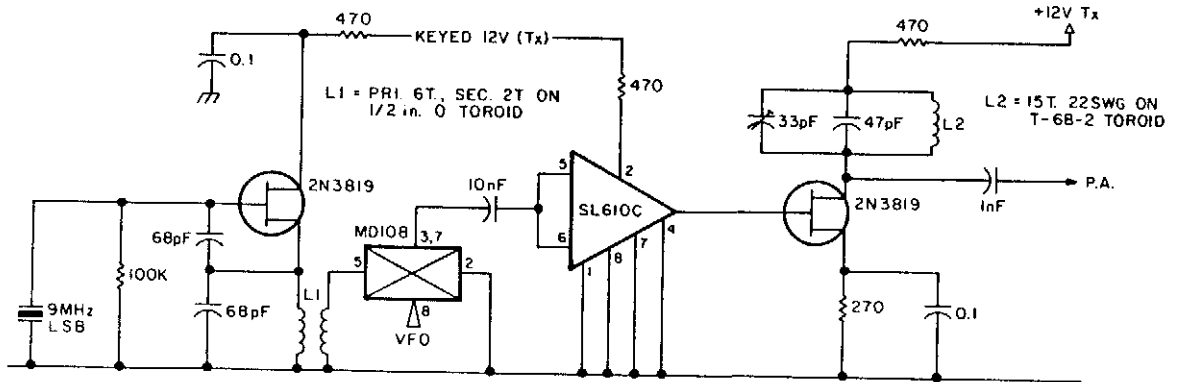 470
KEYED 12V (Tx)
0.1
470
L1 = PRI. 6T., SEC. 2T ON
1/2 in. O TOROID
+12V Tx
470
33pF
47pF
L2
L2 = 15T. 22SWG ON
T-68-2 TOROID
2N3819
68pF
100K
68pF
9MHz
LSB
L1
MD108
3,7
5
2
8
VFO
10nF
5
6
2
SL610C
1
8
7
4
2N3819
1nF
P.A.
270
0.1